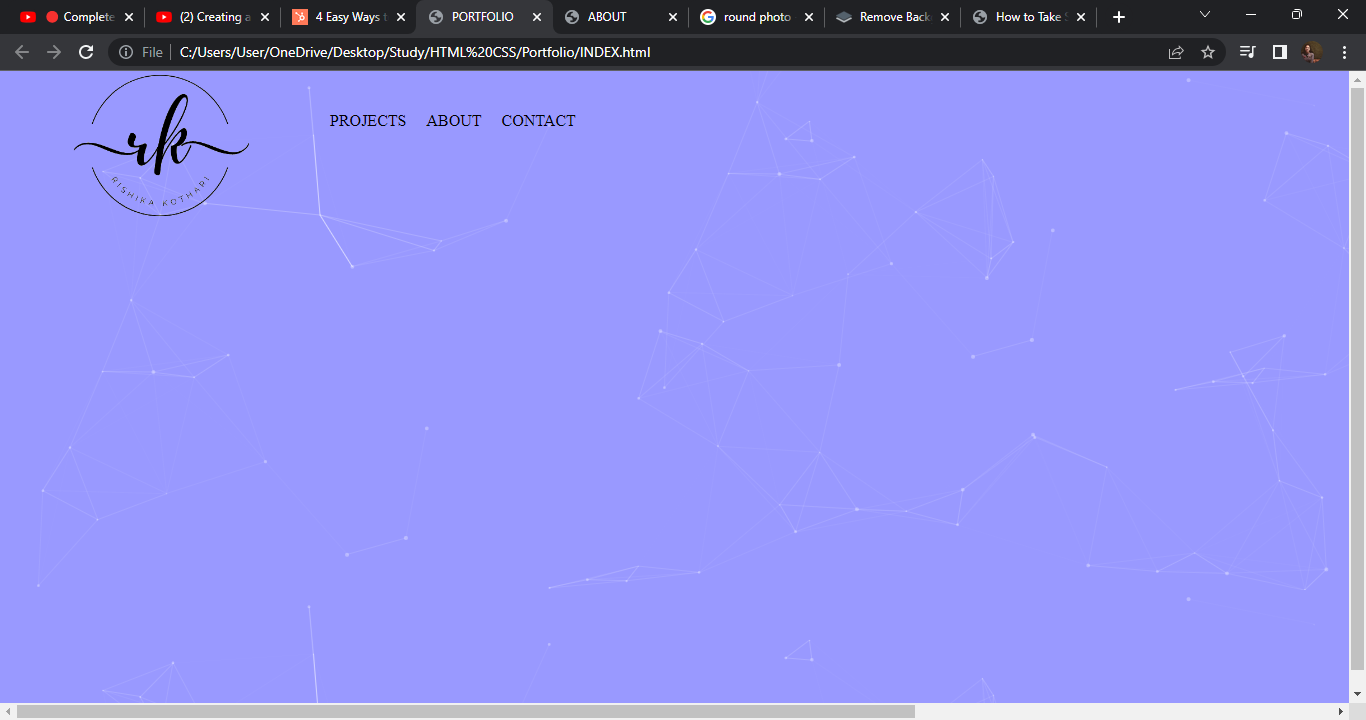 Complete
(2) Creating a
4 Easy Ways t
PORTFOLIO
ABOUT
round photo
Remove Back
How to Take S
File
C:/Users/User/OneDrive/Desktop/Study/HTML%20CSS/Portfolio/INDEX.html
rk
RISHIKA KOTHARI
PROJECTS ABOUT CONTACT